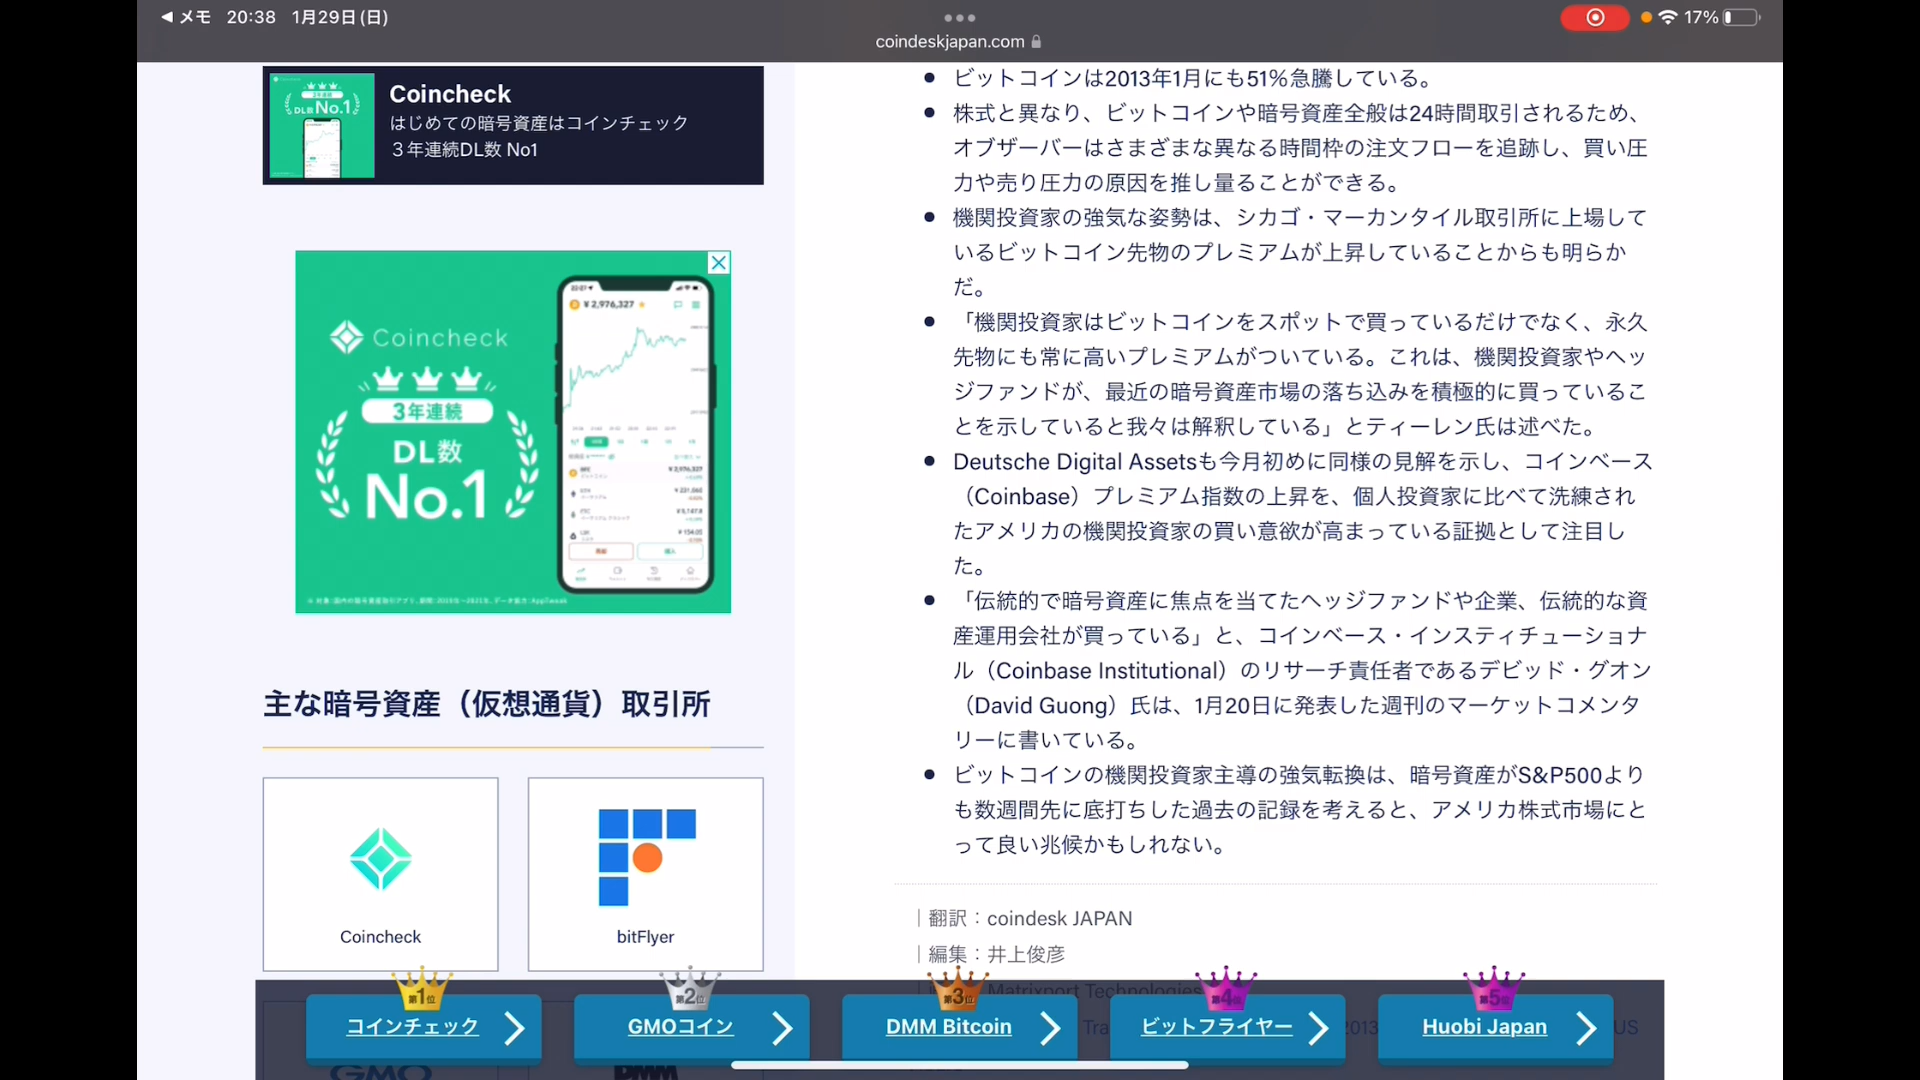 メモ 20:38 1月29日(日)
17%
coindeskjapan.com
Coincheck
はじめての暗号資産はコインチェック
３年連続DL数 No1
Coincheck
3年連続
DL数
No.1
¥2,976,327
主な暗号資産（仮想通貨）取引所
Coincheck
bitFlyer
ビットコインは2013年1月にも51%急騰している。
株式と異なり、ビットコインや暗号資産全般は24時間取引されるため、
オブザーバーはさまざまな異なる時間枠の注文フローを追跡し、買い圧
力や売り圧力の原因を推し量ることができる。
機関投資家の強気な姿勢は、シカゴ・マーカンタイル取引所に上場して
いるビットコイン先物のプレミアムが上昇していることからも明らか
だ。
「機関投資家はビットコインをスポットで買っているだけでなく、永久
先物にも常に高いプレミアムがついている。これは、機関投資家やヘッ
ジファンドが、最近の暗号資産市場の落ち込みを積極的に買っているこ
とを示していると我々は解釈している」とティーレン氏は述べた。
Deutsche Digital Assetsも今月初めに同様の見解を示し、コインベース
（Coinbase）プレミアム指数の上昇を、個人投資家に比べて洗練され
たアメリカの機関投資家の買い意欲が高まっている証拠として注目し
た。
「伝統的で暗号資産に焦点を当てたヘッジファンドや企業、伝統的な資
産運用会社が買っている」と、コインベース・インスティチューショナ
ル（Coinbase Institutional）のリサーチ責任者であるデビッド・グオン
（David Guong）氏は、1月20日に発表した週刊のマーケットコメンタ
リーに書いている。
ビットコインの機関投資家主導の強気転換は、暗号資産がS&P500より
も数週間先に底打ちした過去の記録を考えると、アメリカ株式市場にと
って良い兆候かもしれない。
｜翻訳：coindesk JAPAN
｜編集：井上俊彦
Matrixport Technologies
第1位 第2位 第3位 第4位 第5位
コインチェック GMOコイン DMM Bitcoin ビットフライヤー Huobi Japan